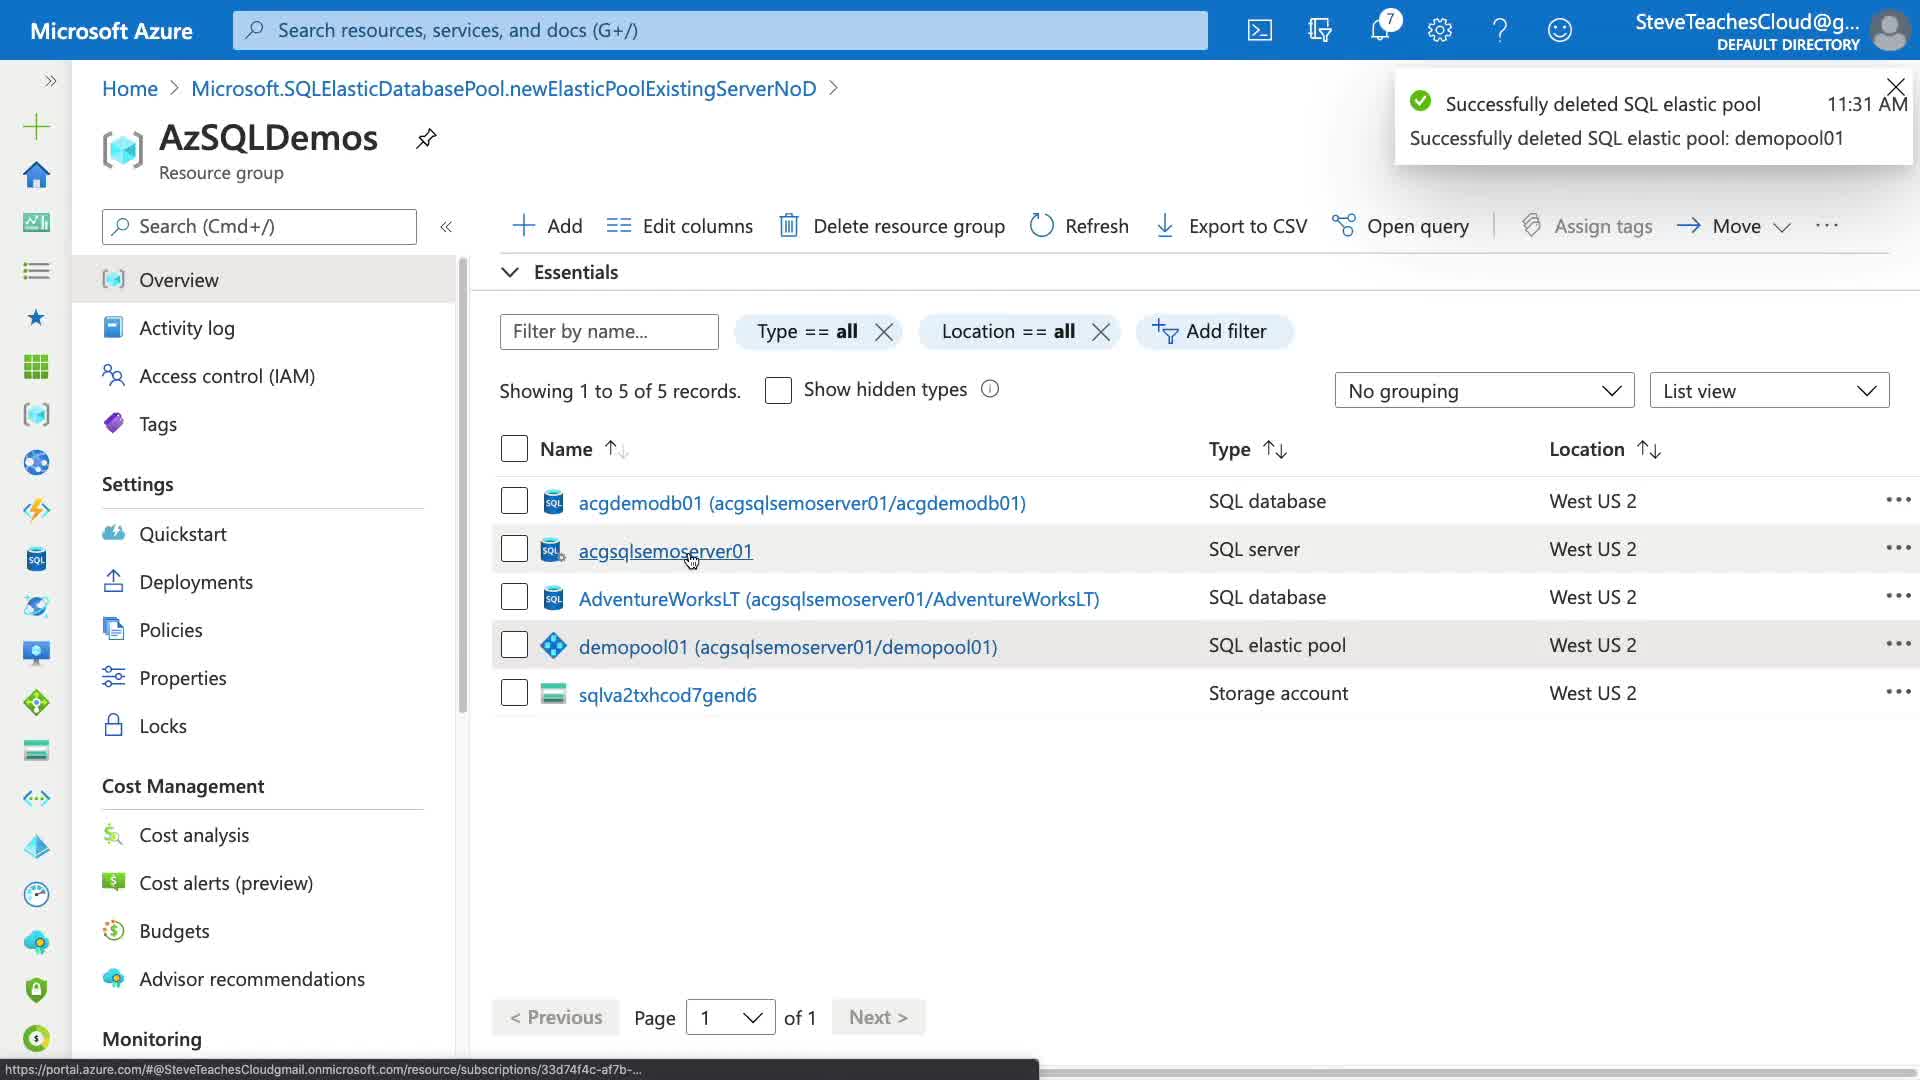 Microsoft Azure
Search resources, services, and docs (G+/)
7
SteveTeachesCloud@g...
DEFAULT DIRECTORY
Home > Microsoft.SQLElasticDatabasePool.newElasticPoolExistingServerNoD >
Successfully deleted SQL elastic pool 11:31 AM
Successfully deleted SQL elastic pool: demopool01
AzSQLDemos
Resource group
Search (Cmd+/)
Add Edit columns Delete resource group Refresh Export to CSV Open query Assign tags Move
Overview
Activity log
Access control (IAM)
Tags
Settings
Quickstart
Deployments
Policies
Properties
Locks
Cost Management
Cost analysis
Cost alerts (preview)
Budgets
Advisor recommendations
Monitoring
Essentials
Filter by name... Type == all Location == all Add filter
Showing 1 to 5 of 5 records. Show hidden types No grouping List view
Name Type Location
SQL acgdemodb01 (acgsqlsemoserver01/acgdemodb01) SQL database West US 2
SQL acgsqlsemoserver01 SQL server West US 2
SQL AdventureWorksLT (acgsqlsemoserver01/AdventureWorksLT) SQL database West US 2
demopool01 (acgsqlsemoserver01/demopool01) SQL elastic pool West US 2
sqlva2txhcod7gend6 Storage account West US 2
< Previous Page 1 of 1 Next >
https://portal.azure.com/#@SteveTeachesCloudgmail.onmicrosoft.com/resource/subscriptions/33d74f4c-af7b-...